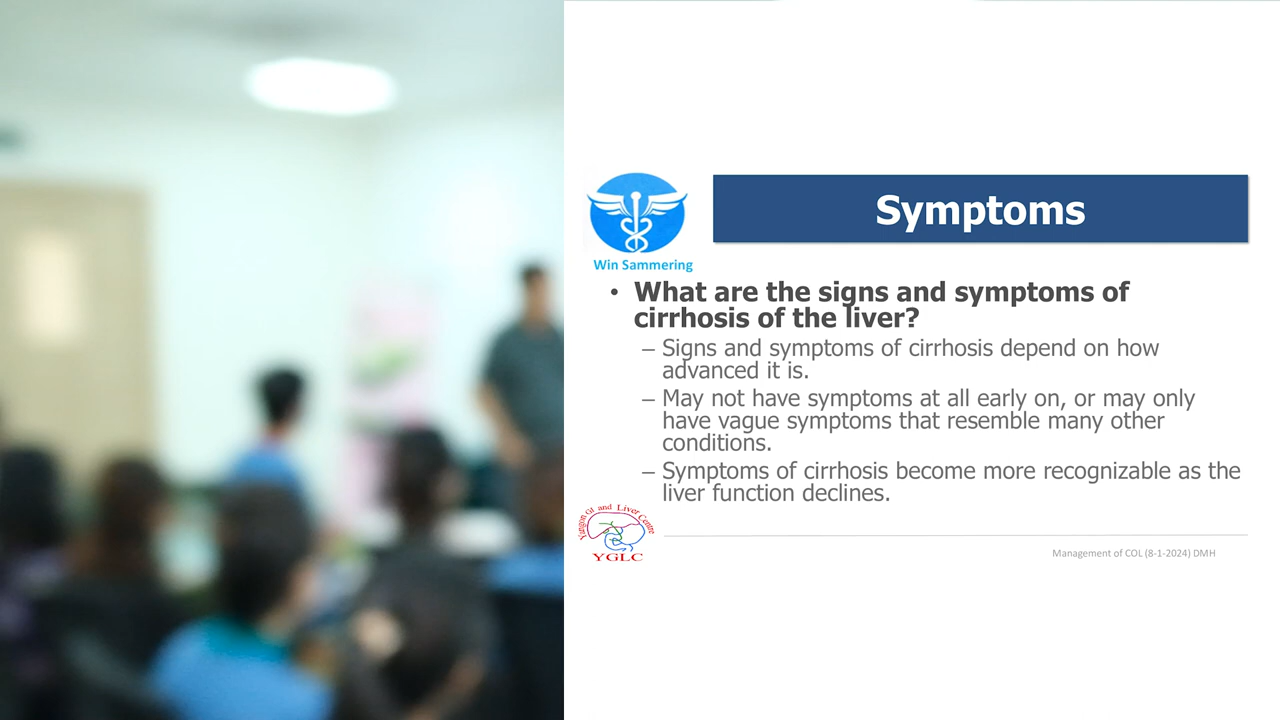 Symptoms
Win Sammering
• What are the signs and symptoms of
cirrhosis of the liver?
– Signs and symptoms of cirrhosis depend on how
advanced it is.
– May not have symptoms at all early on, or may only
have vague symptoms that resemble many other
conditions.
– Symptoms of cirrhosis become more recognizable as the
liver function declines.
Yangon GI and Liver Centre
YGLC
Management of COL (8-1-2024) DMH